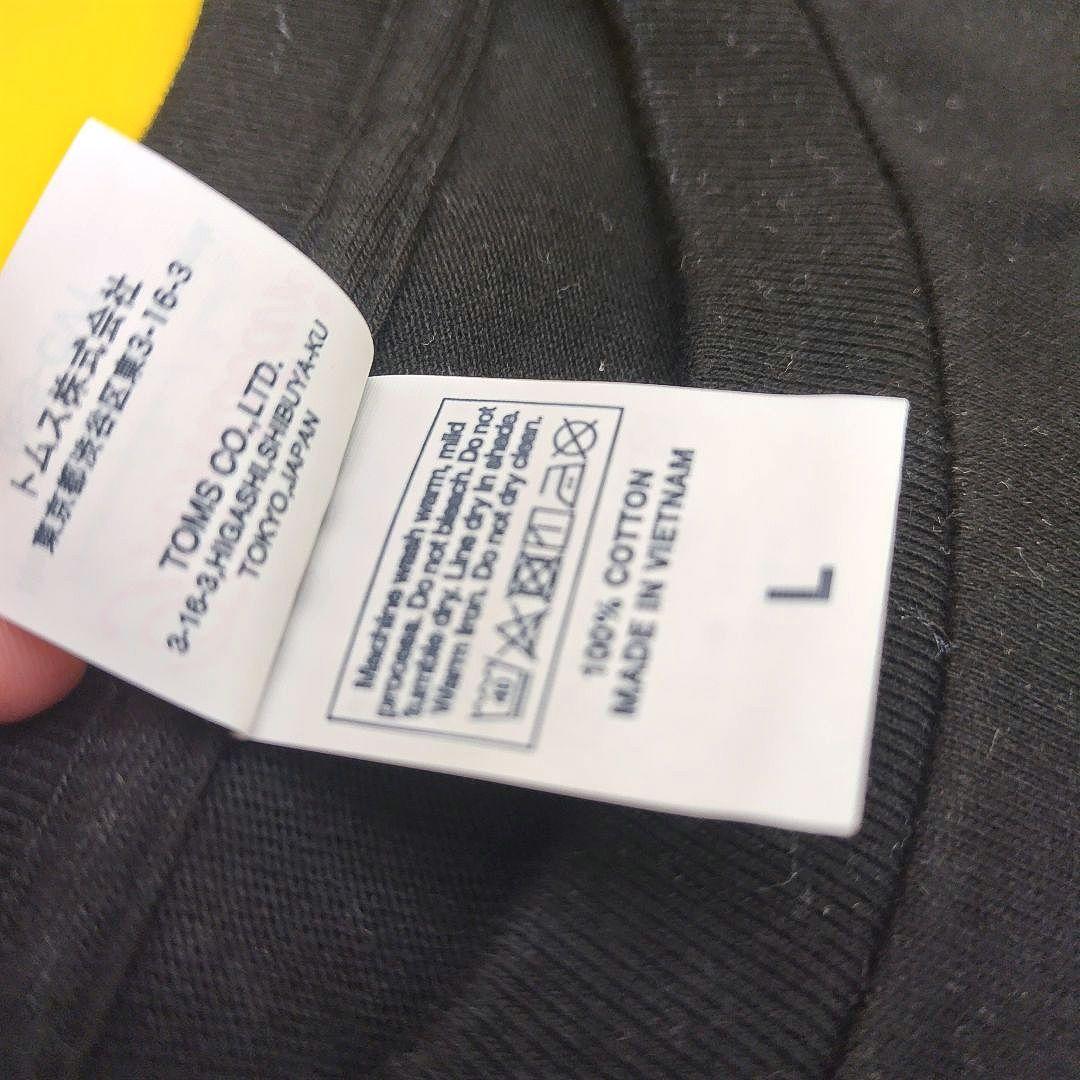 トムス株式会社
東京都渋谷区東3-16-3
TOMS CO.,LTD.
3-16-3,HIGASHI,SHIBUYA-KU
TOKYO,JAPAN
Machine wash warm, mild
process. Do not bleach. Do not
tumble dry. Line dry in shade.
Warm iron. Do not dry clean.
40
100% COTTON
MADE IN VIETNAM
L